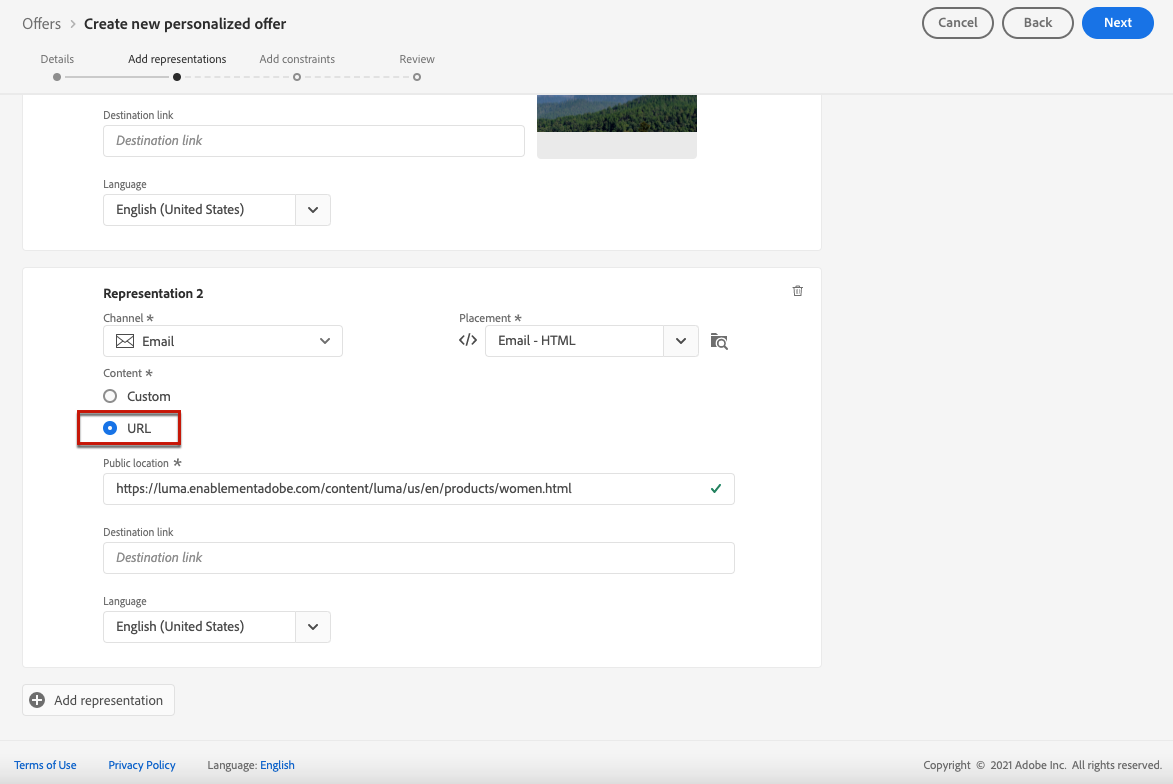 Offers > Create new personalized offer
Cancel
Back
Next
Details
Add representations
Add constraints
Review
Destination link
Destination link
Language
English (United States)
Representation 2
Channel *
Placement *
Email
</> Email - HTML
Content *
Custom
URL
Public location *
https://luma.enablementadobe.com/content/luma/us/en/products/women.html
Destination link
Destination link
Language
English (United States)
Add representation
Terms of Use
Privacy Policy
Language: English
Copyright © 2021 Adobe Inc. All rights reserved.